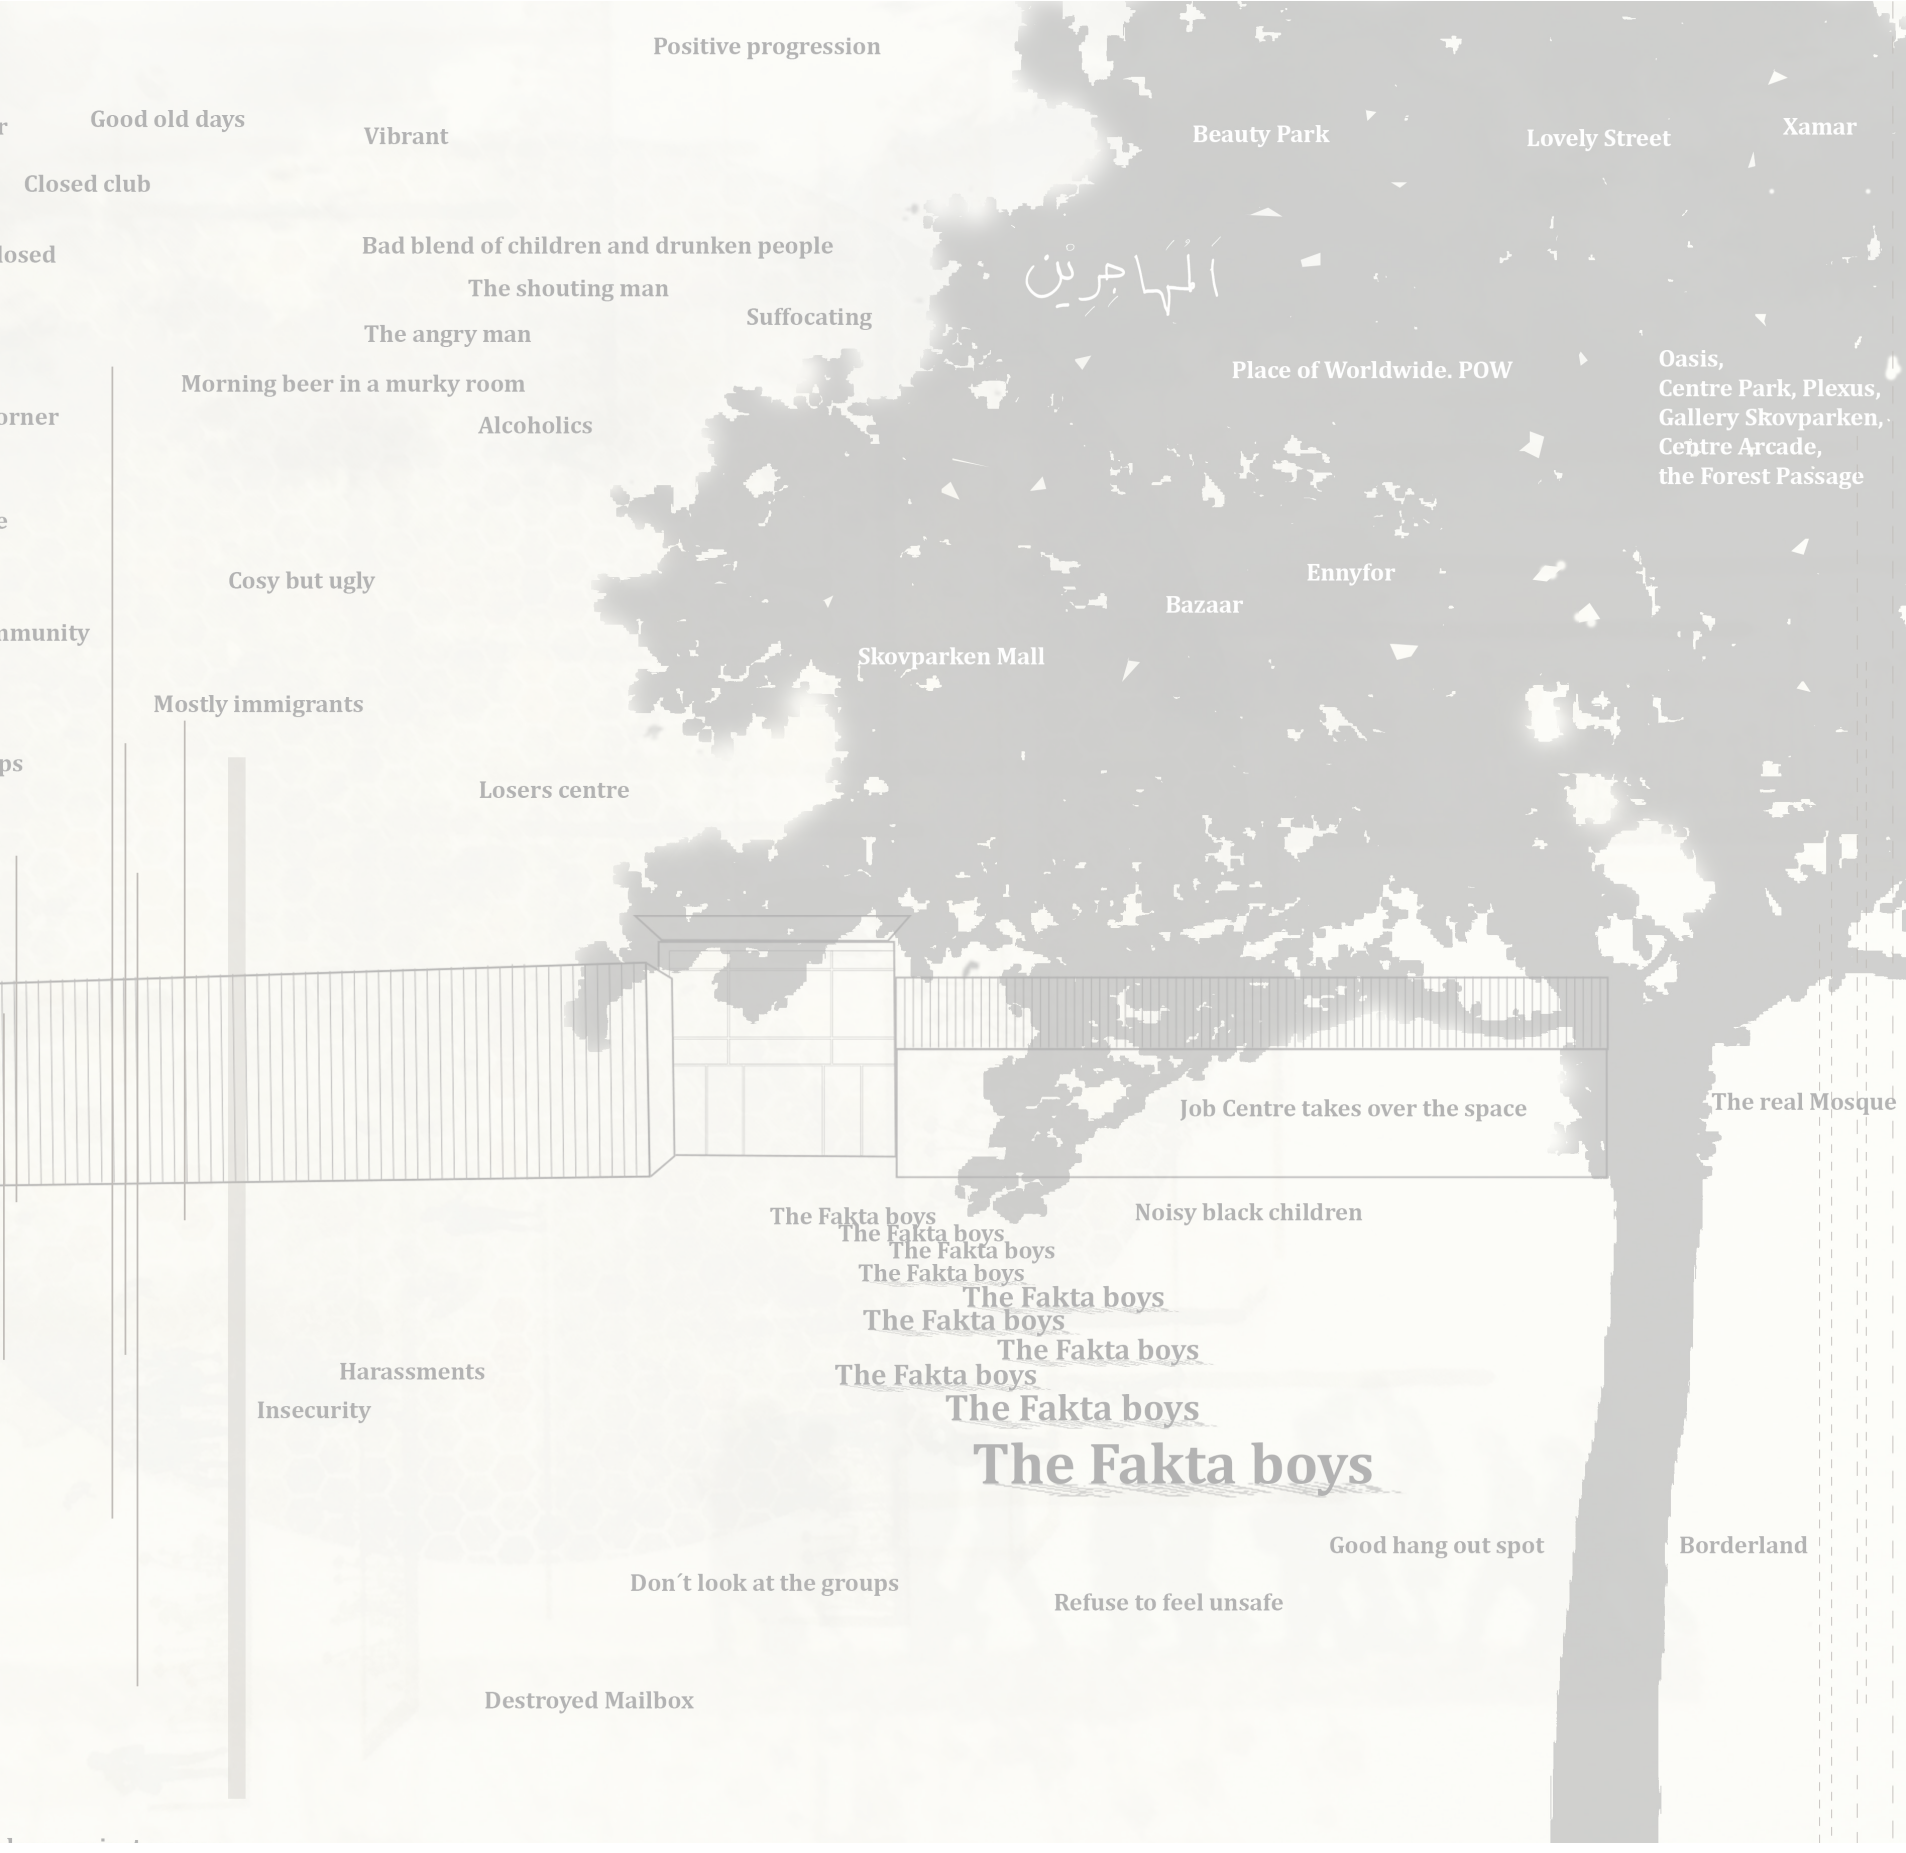 Positive progression
Good old days
Vibrant
Beauty Park
Lovely Street
Xamar
Closed club
Bad blend of children and drunken people
The shouting man
المهاجرين
Suffocating
The angry man
Place of Worldwide. POW
Oasis,
Centre Park, Plexus,
Gallery Skovparken,
Centre Arcade,
the Forest Passage
Morning beer in a murky room
Alcoholics
Cosy but ugly
Ennyfor
Bazaar
Skovparken Mall
Mostly immigrants
Losers centre
Job Centre takes over the space
The real Mosque
Noisy black children
The Fakta boys
The Fakta boys
The Fakta boys
The Fakta boys
The Fakta boys
The Fakta boys
The Fakta boys
The Fakta boys
The Fakta boys
The Fakta boys
Harassments
Insecurity
Good hang out spot
Borderland
Don´t look at the groups
Refuse to feel unsafe
Destroyed Mailbox